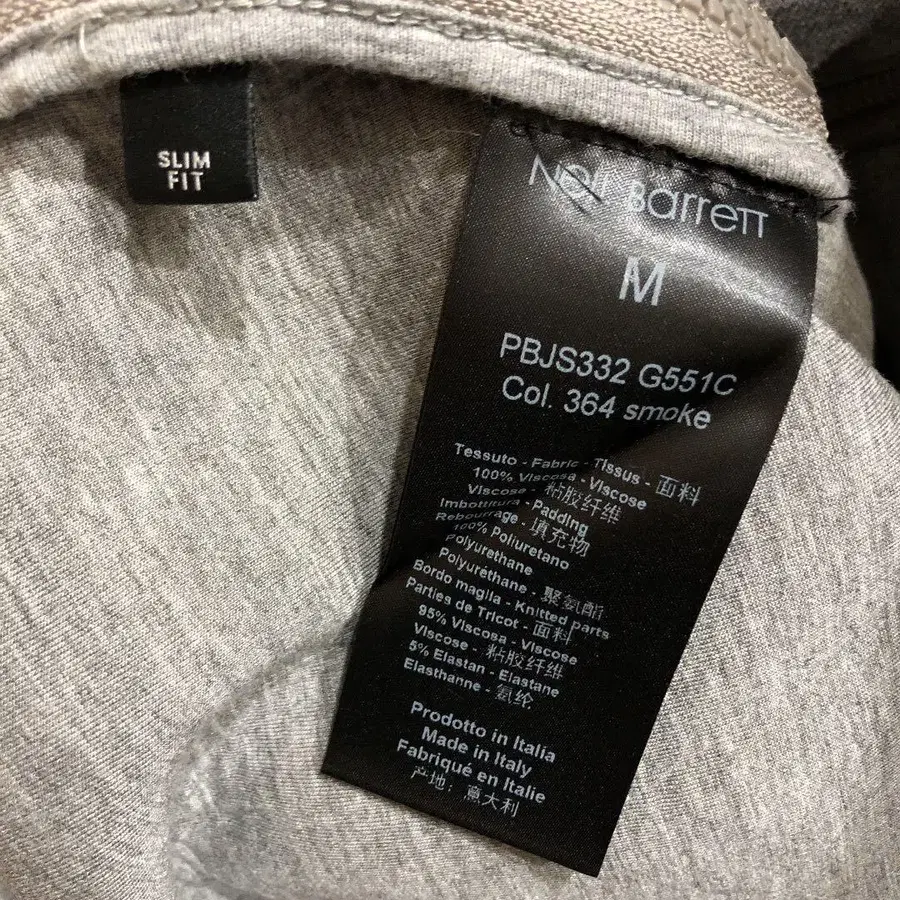 SLIM
FIT
Neil Barrett
M
PBJS332 G551C
Col. 364 smoke
Tessuto - Fabric - Tissus - 面料
100% Viscosa - Viscose
Viscose - 粘胶纤维
Imbottitura - Padding
Rebourrage - 填充物
100% Poliuretano
Polyurethane
Polyuréthane - 聚氨酯
Bordo maglia - Knitted Parts
Parties de Tricot - 面料
95% Viscosa - Viscose
Viscose - 粘胶纤维
5% Elastan - Elastane
Elasthanne - 氨纶
Prodotto in Italia
Made in Italy
Fabriqué en Italie
产地: 意大利